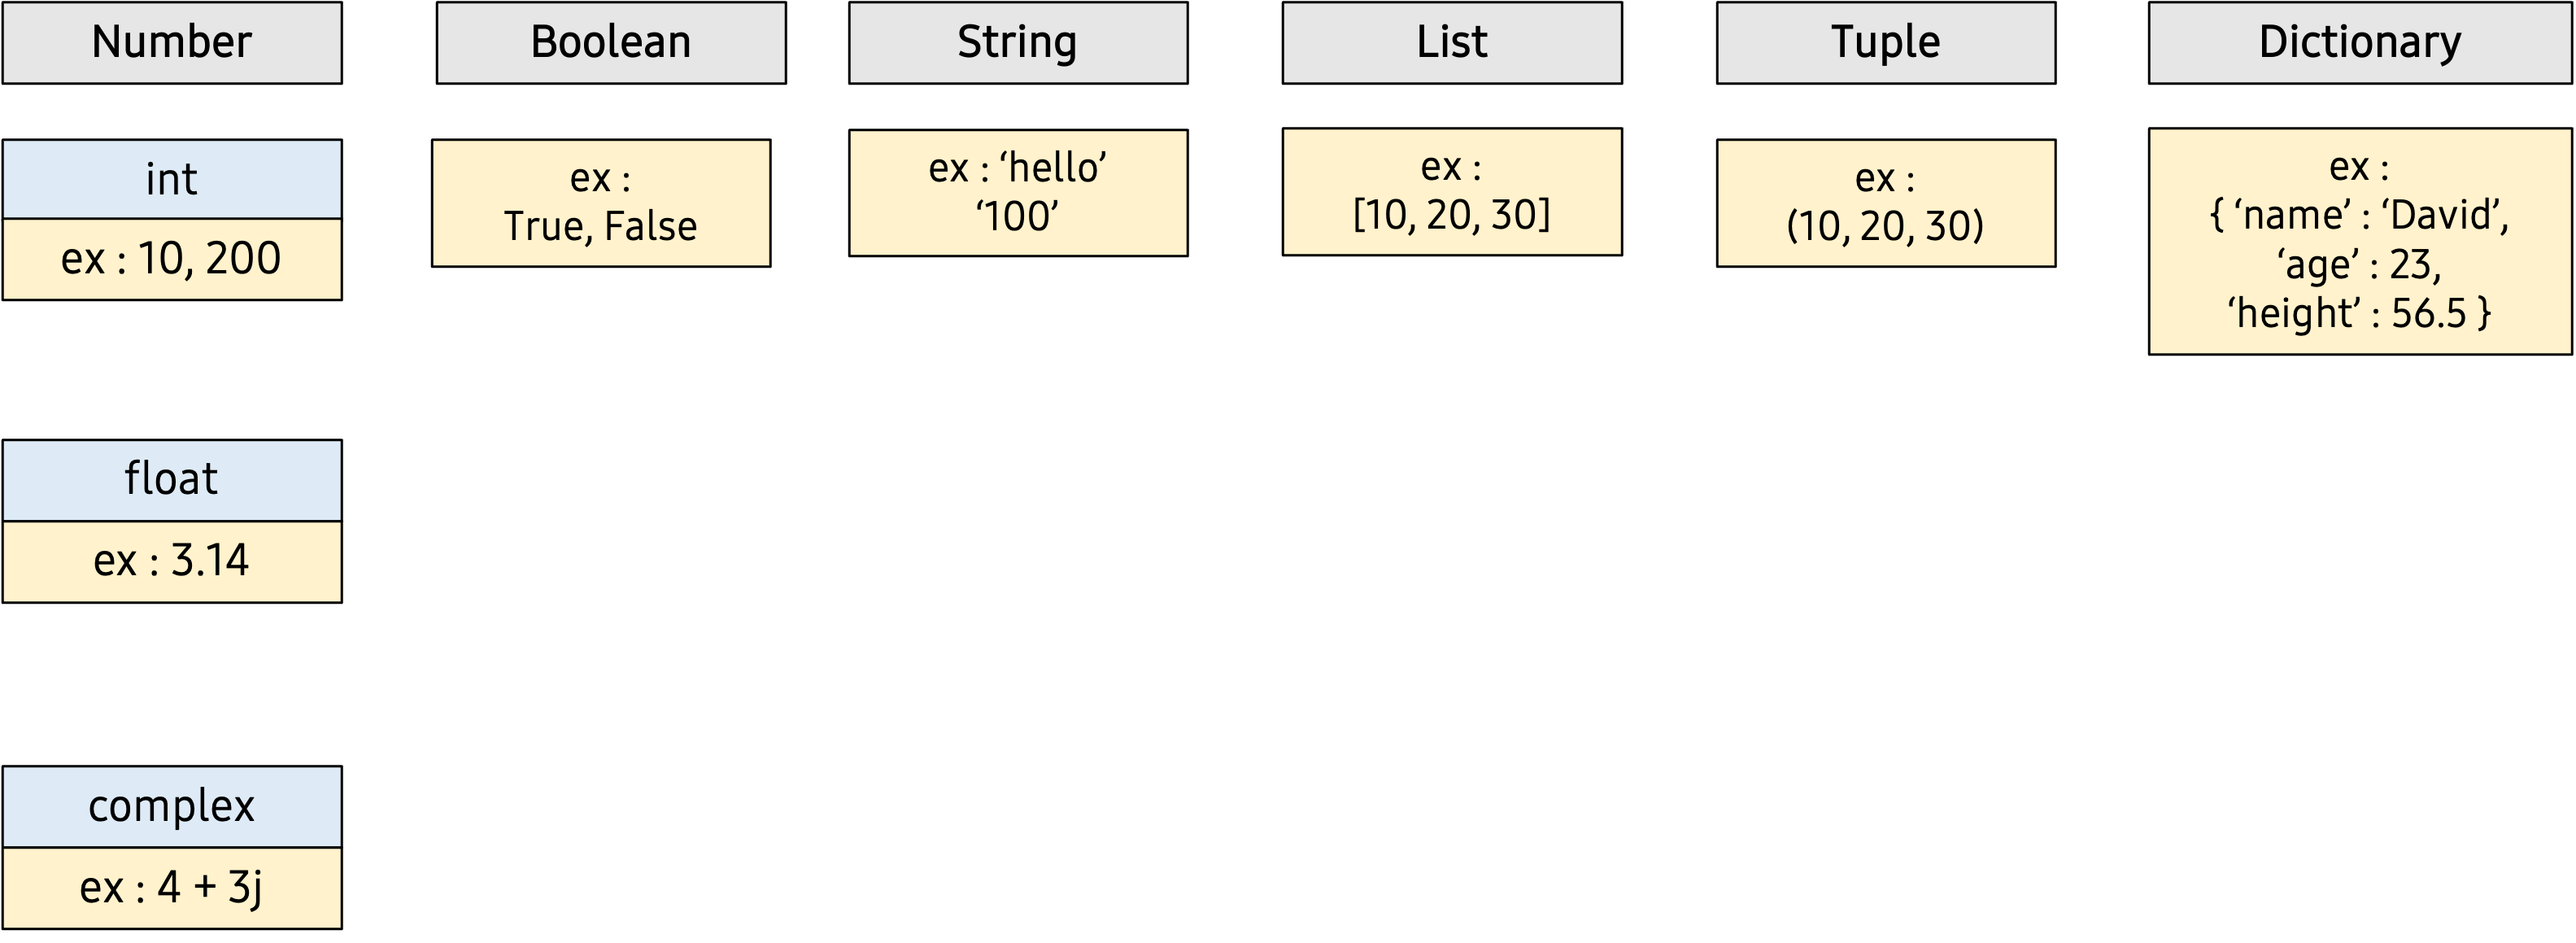 Number
Boolean
String
List
Tuple
Dictionary
int
ex : 10, 200
ex :
True, False
ex : ‘hello’
‘100’
ex :
[10, 20, 30]
ex :
(10, 20, 30)
ex :
{ ‘name’ : ‘David’,
‘age’ : 23,
‘height’ : 56.5 }
float
ex : 3.14
complex
ex : 4 + 3j